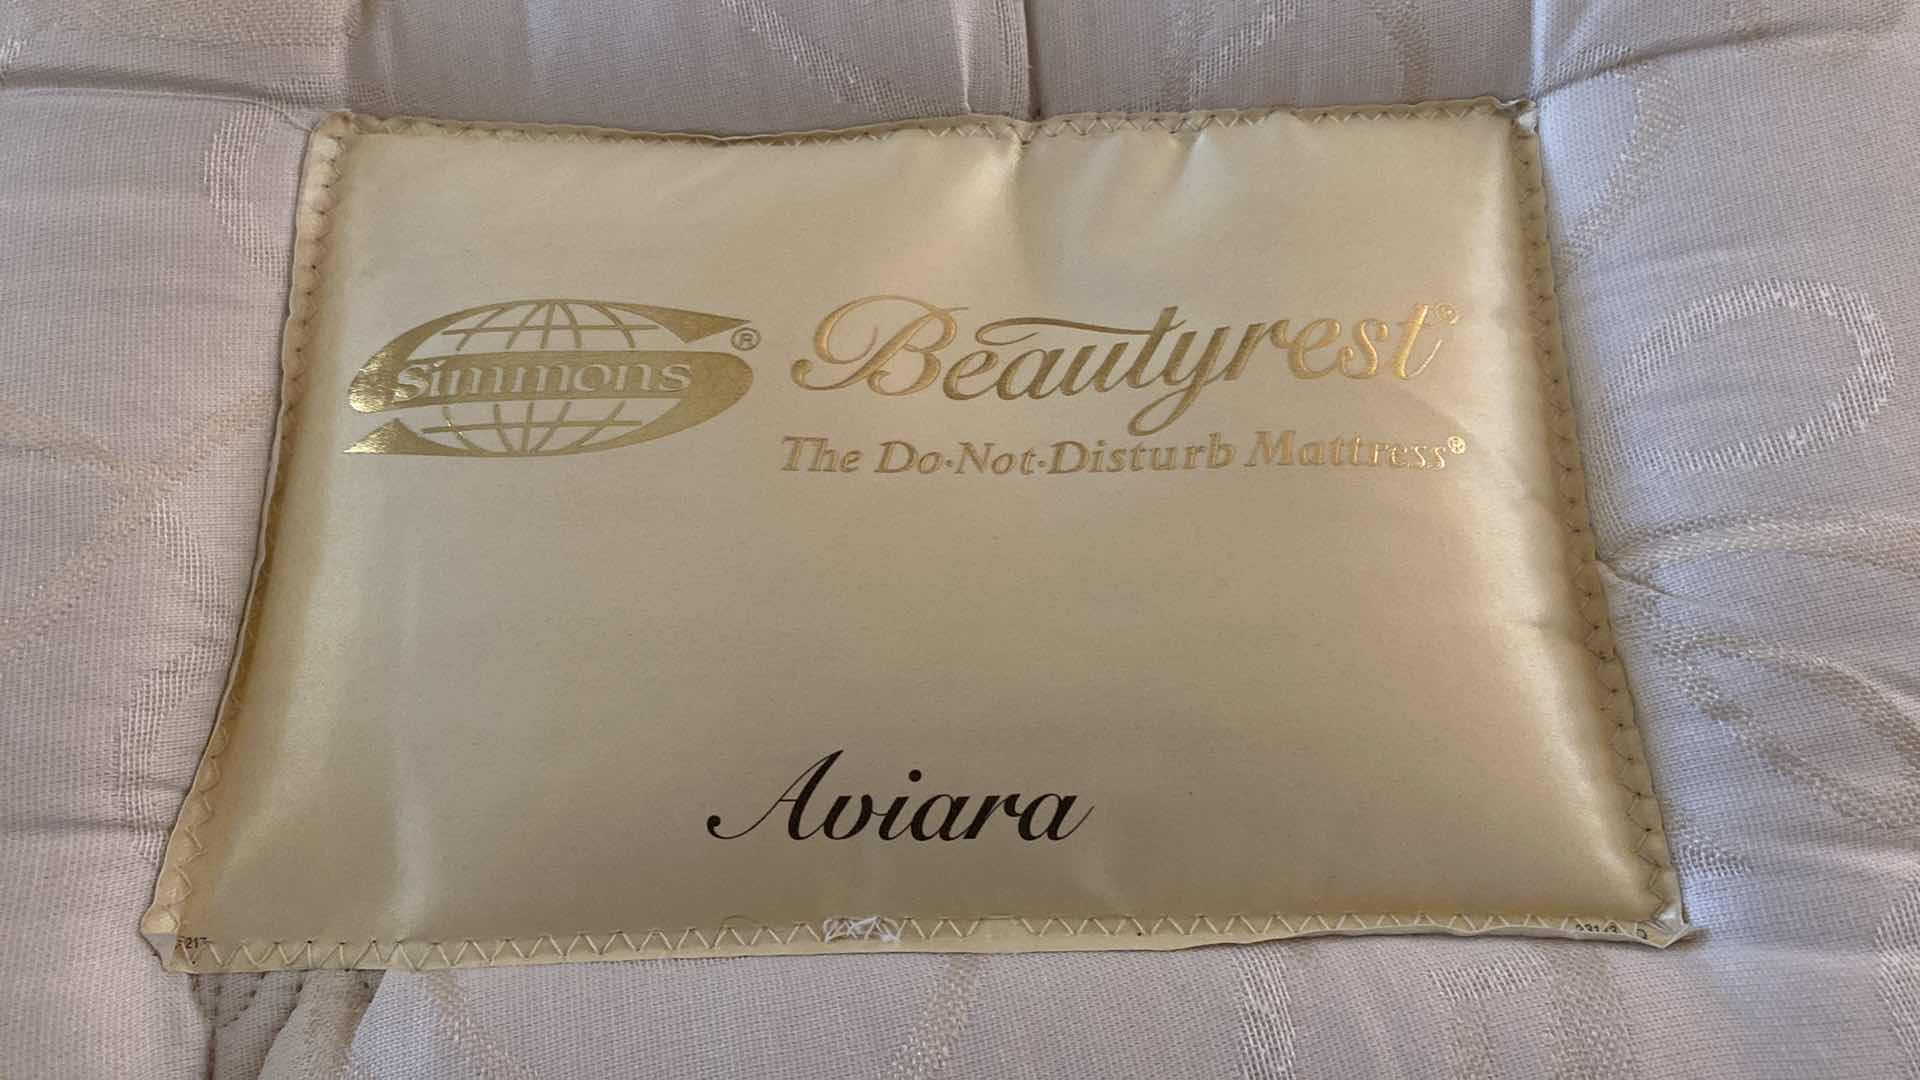 Simmons®
Beautyrest®
The Do·Not·Disturb Mattress®
Aviara